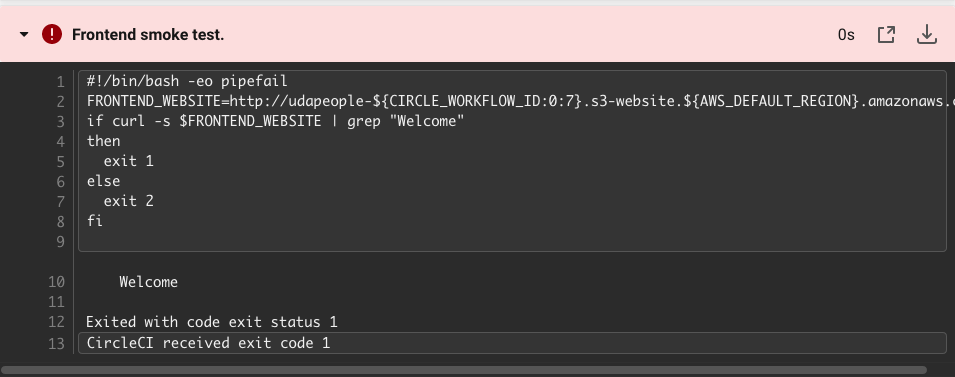 Frontend smoke test.
0s
1 #!/bin/bash -eo pipefail
2 FRONTEND_WEBSITE=http://udapeople-${CIRCLE_WORKFLOW_ID:0:7}.s3-website.${AWS_DEFAULT_REGION}.amazonaws.
3 if curl -s $FRONTEND_WEBSITE | grep "Welcome"
4 then
5   exit 1
6 else
7   exit 2
8 fi
9
10     Welcome
11
12 Exited with code exit status 1
13 CircleCI received exit code 1